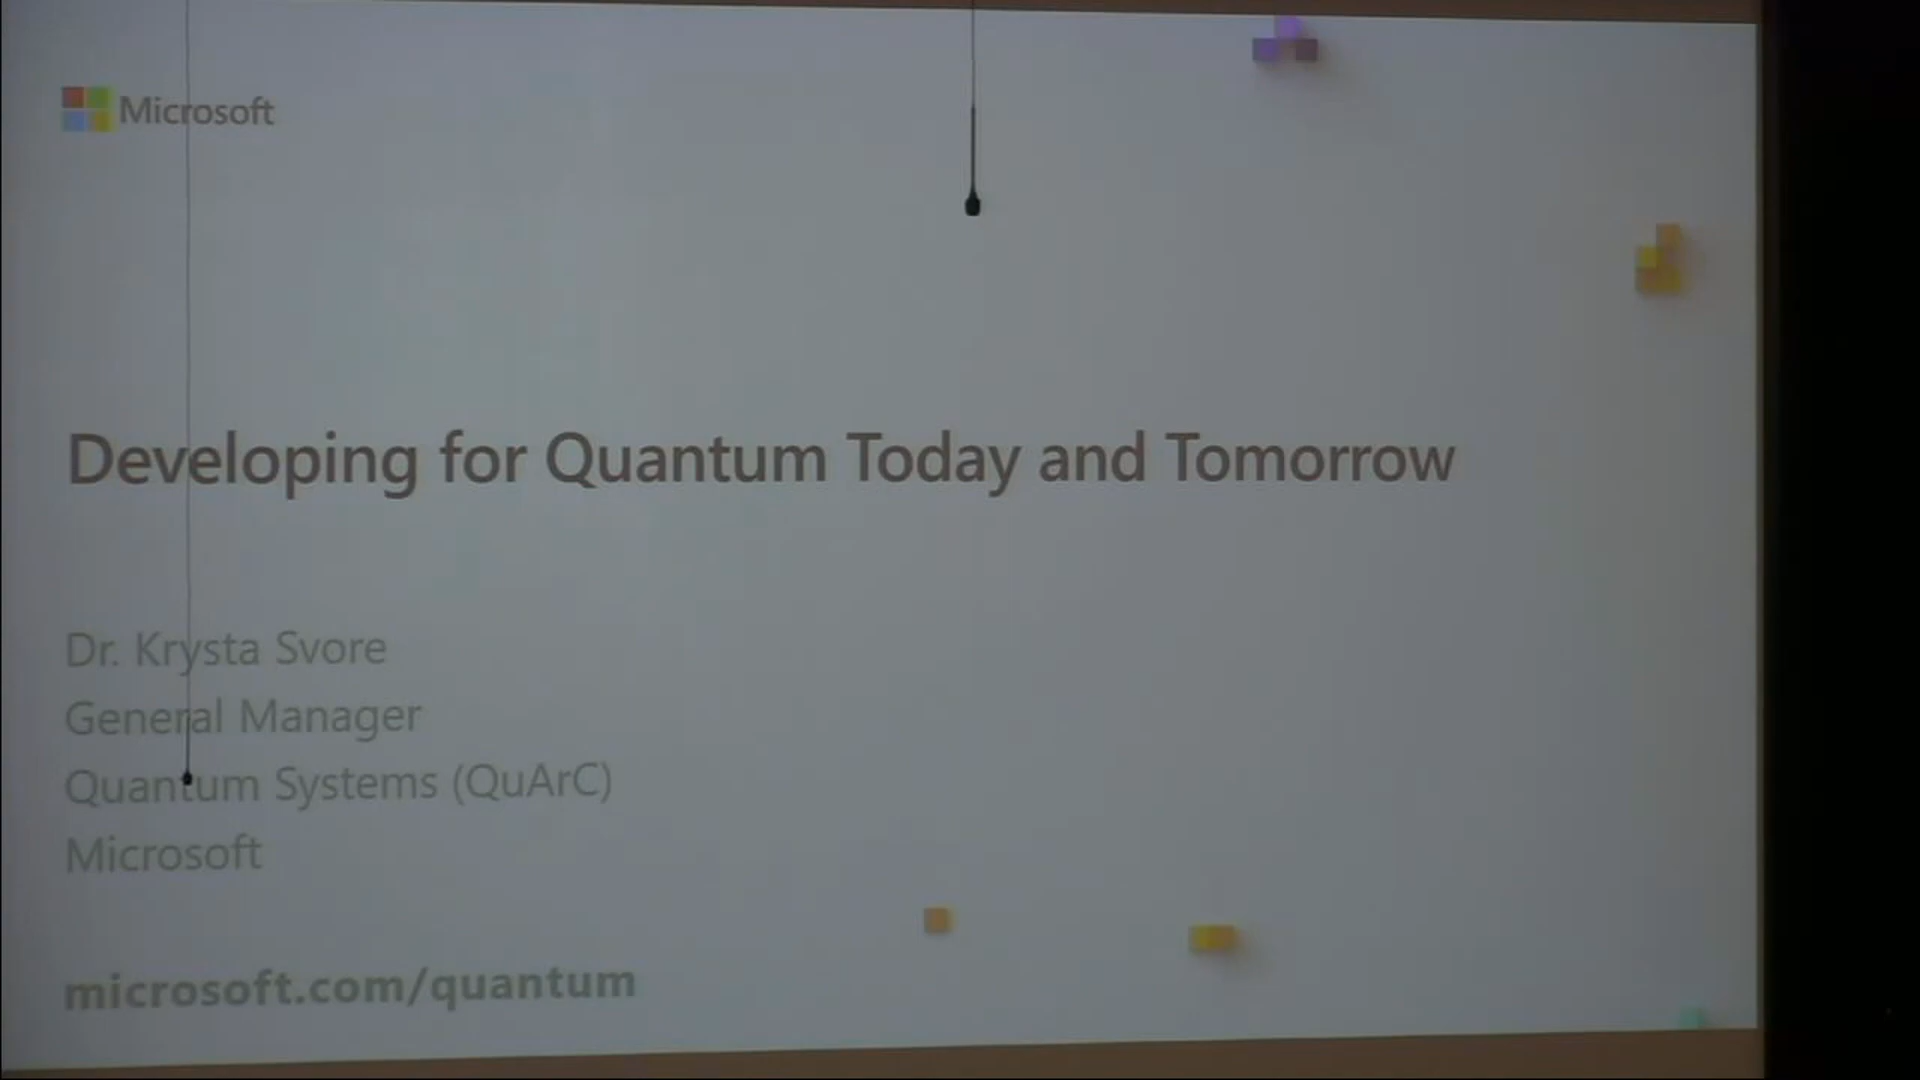 Microsoft
Developing for Quantum Today and Tomorrow
Dr. Krysta Svore
General Manager
Quantum Systems (QuArC)
Microsoft
microsoft.com/quantum